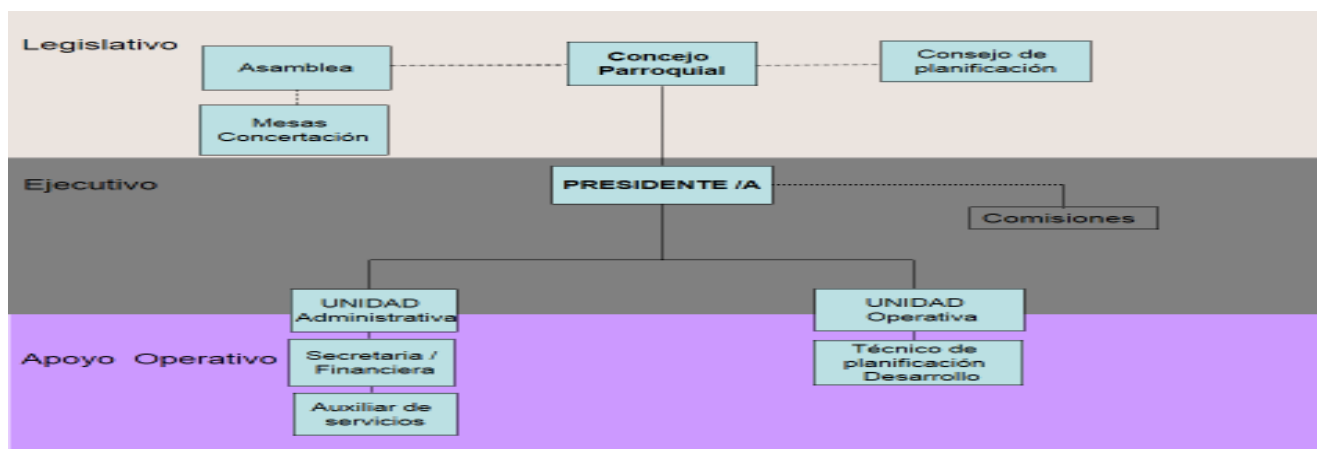 Legislativo
Asamblea
Concejo
Parroquial
Consejo de
planificación
Mesas
Concertación
Ejecutivo
PRESIDENTE /A
Comisiones
UNIDAD
Administrativa
UNIDAD
Operativa
Apoyo Operativo
Secretaria /
Financiera
Técnico de
planificación
Desarrollo
Auxiliar de
servicios